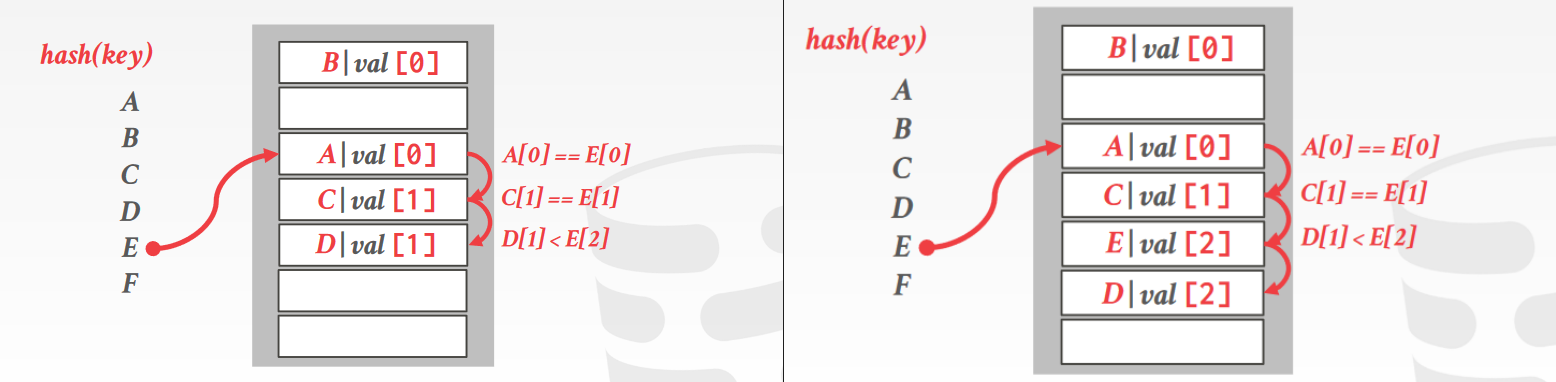 hash(key)
A
B
C
D
E
F
B|val [0]
A|val [0]
C|val [1]
D|val [1]
A[0] == E[0]
C[1] == E[1]
D[1] < E[2]
hash(key)
A
B
C
D
E
F
B|val [0]
A|val [0]
C|val [1]
E|val [2]
D|val [2]
A[0] == E[0]
C[1] == E[1]
D[1] < E[2]